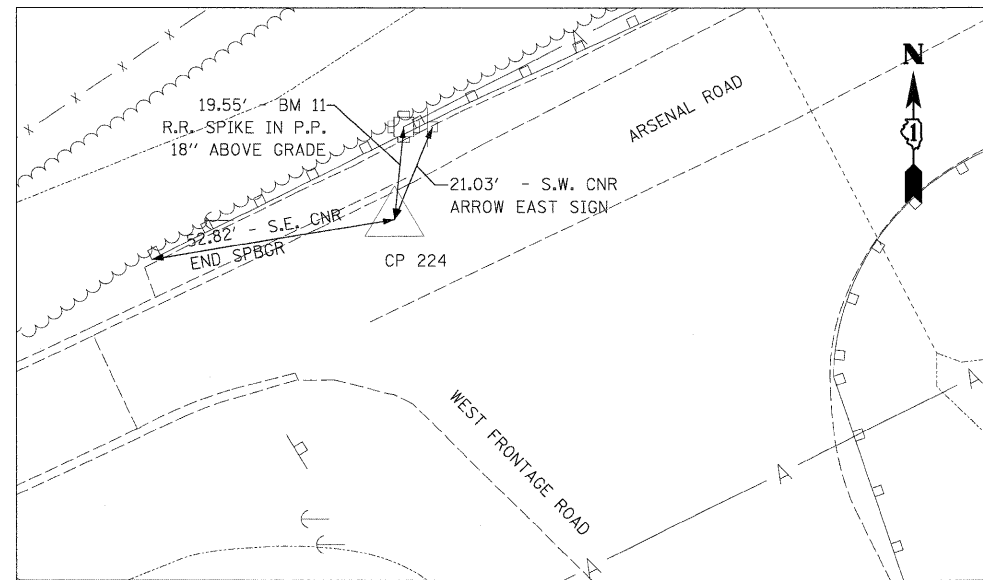 N
1
ARSENAL ROAD
19.55' - BM 11
R.R. SPIKE IN P.P.
18" ABOVE GRADE
21.03' - S.W. CNR
ARROW EAST SIGN
52.82' - S.E. CNR
END SPBGR
CP 224
WEST FRONTAGE ROAD
A
A
A
X
X
X
X